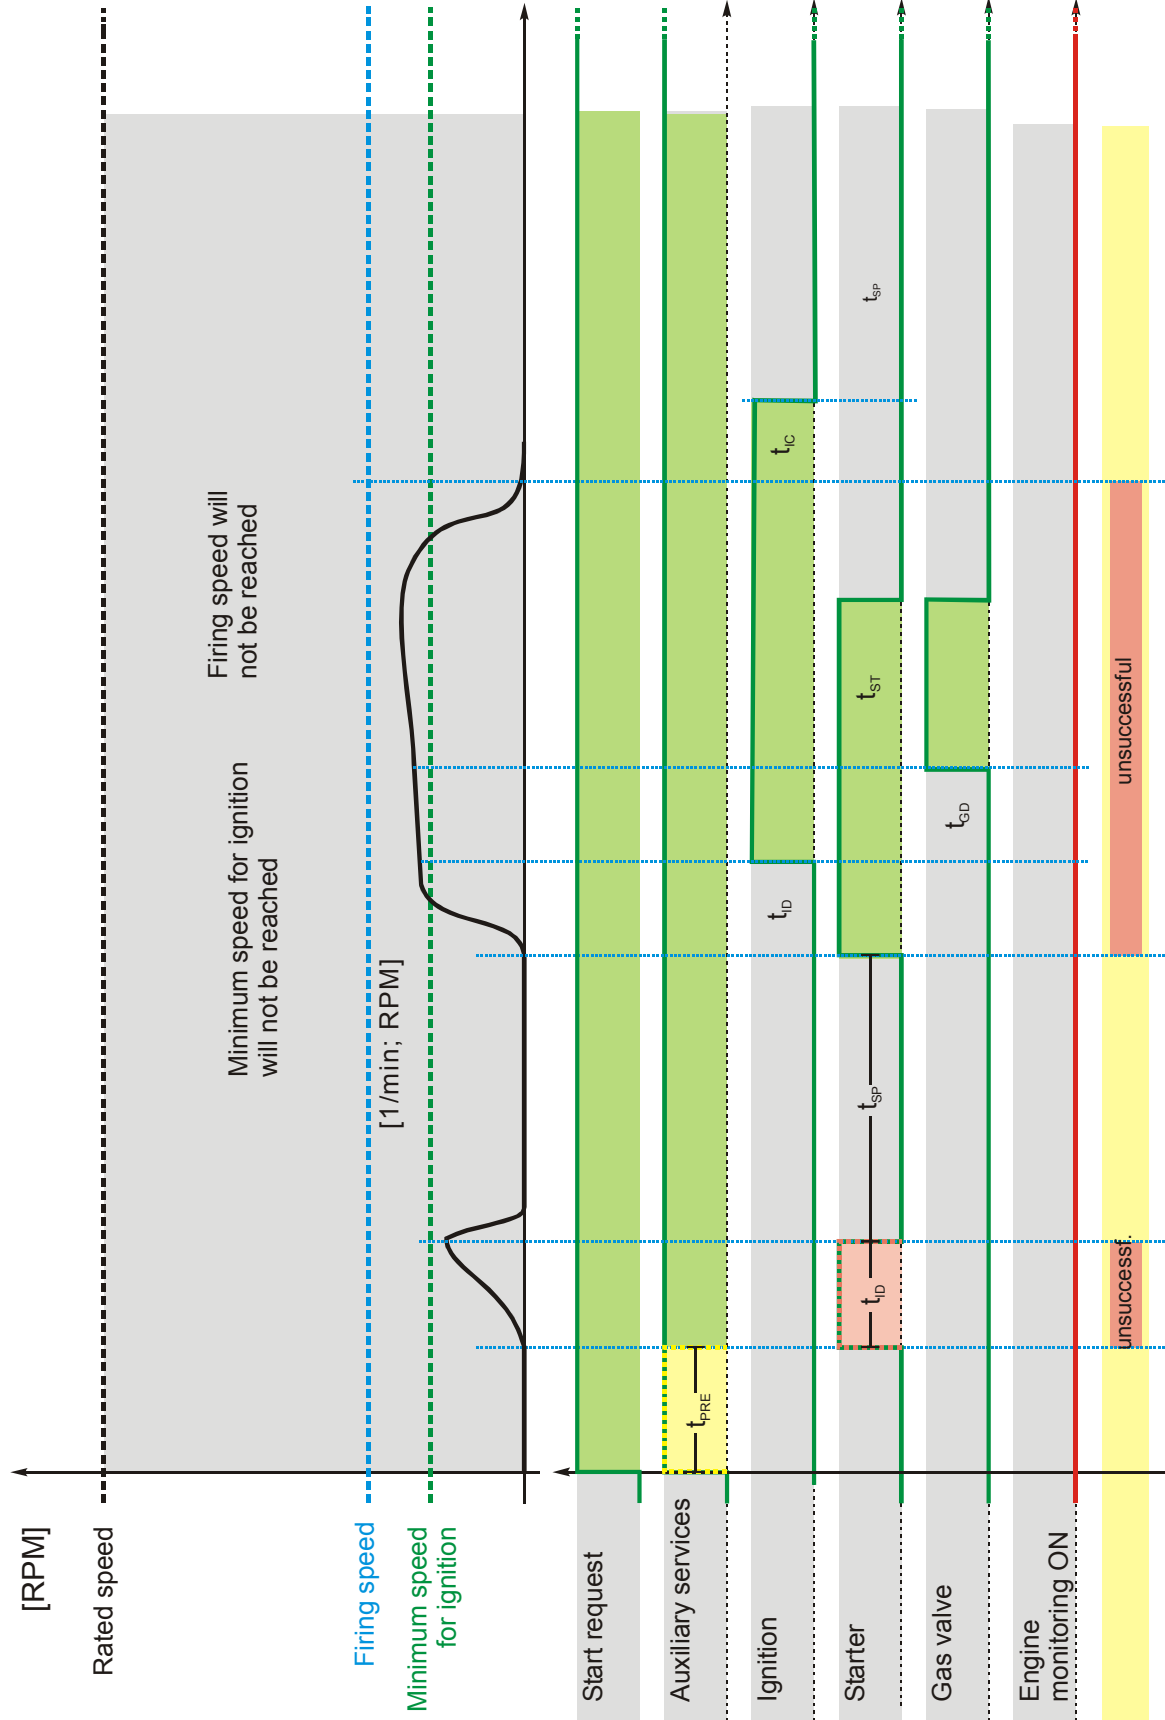 [RPM]
Rated speed
Firing speed
Minimum speed
for ignition
Minimum speed for ignition
will not be reached
Firing speed will
not be reached
[1/min; RPM]
Start request
Auxiliary services
tPRE
Ignition
tID
tIC
Starter
tID
tSP
tST
tSP
Gas valve
tGD
Engine
monitoring ON
unsuccessf.
unsuccessful